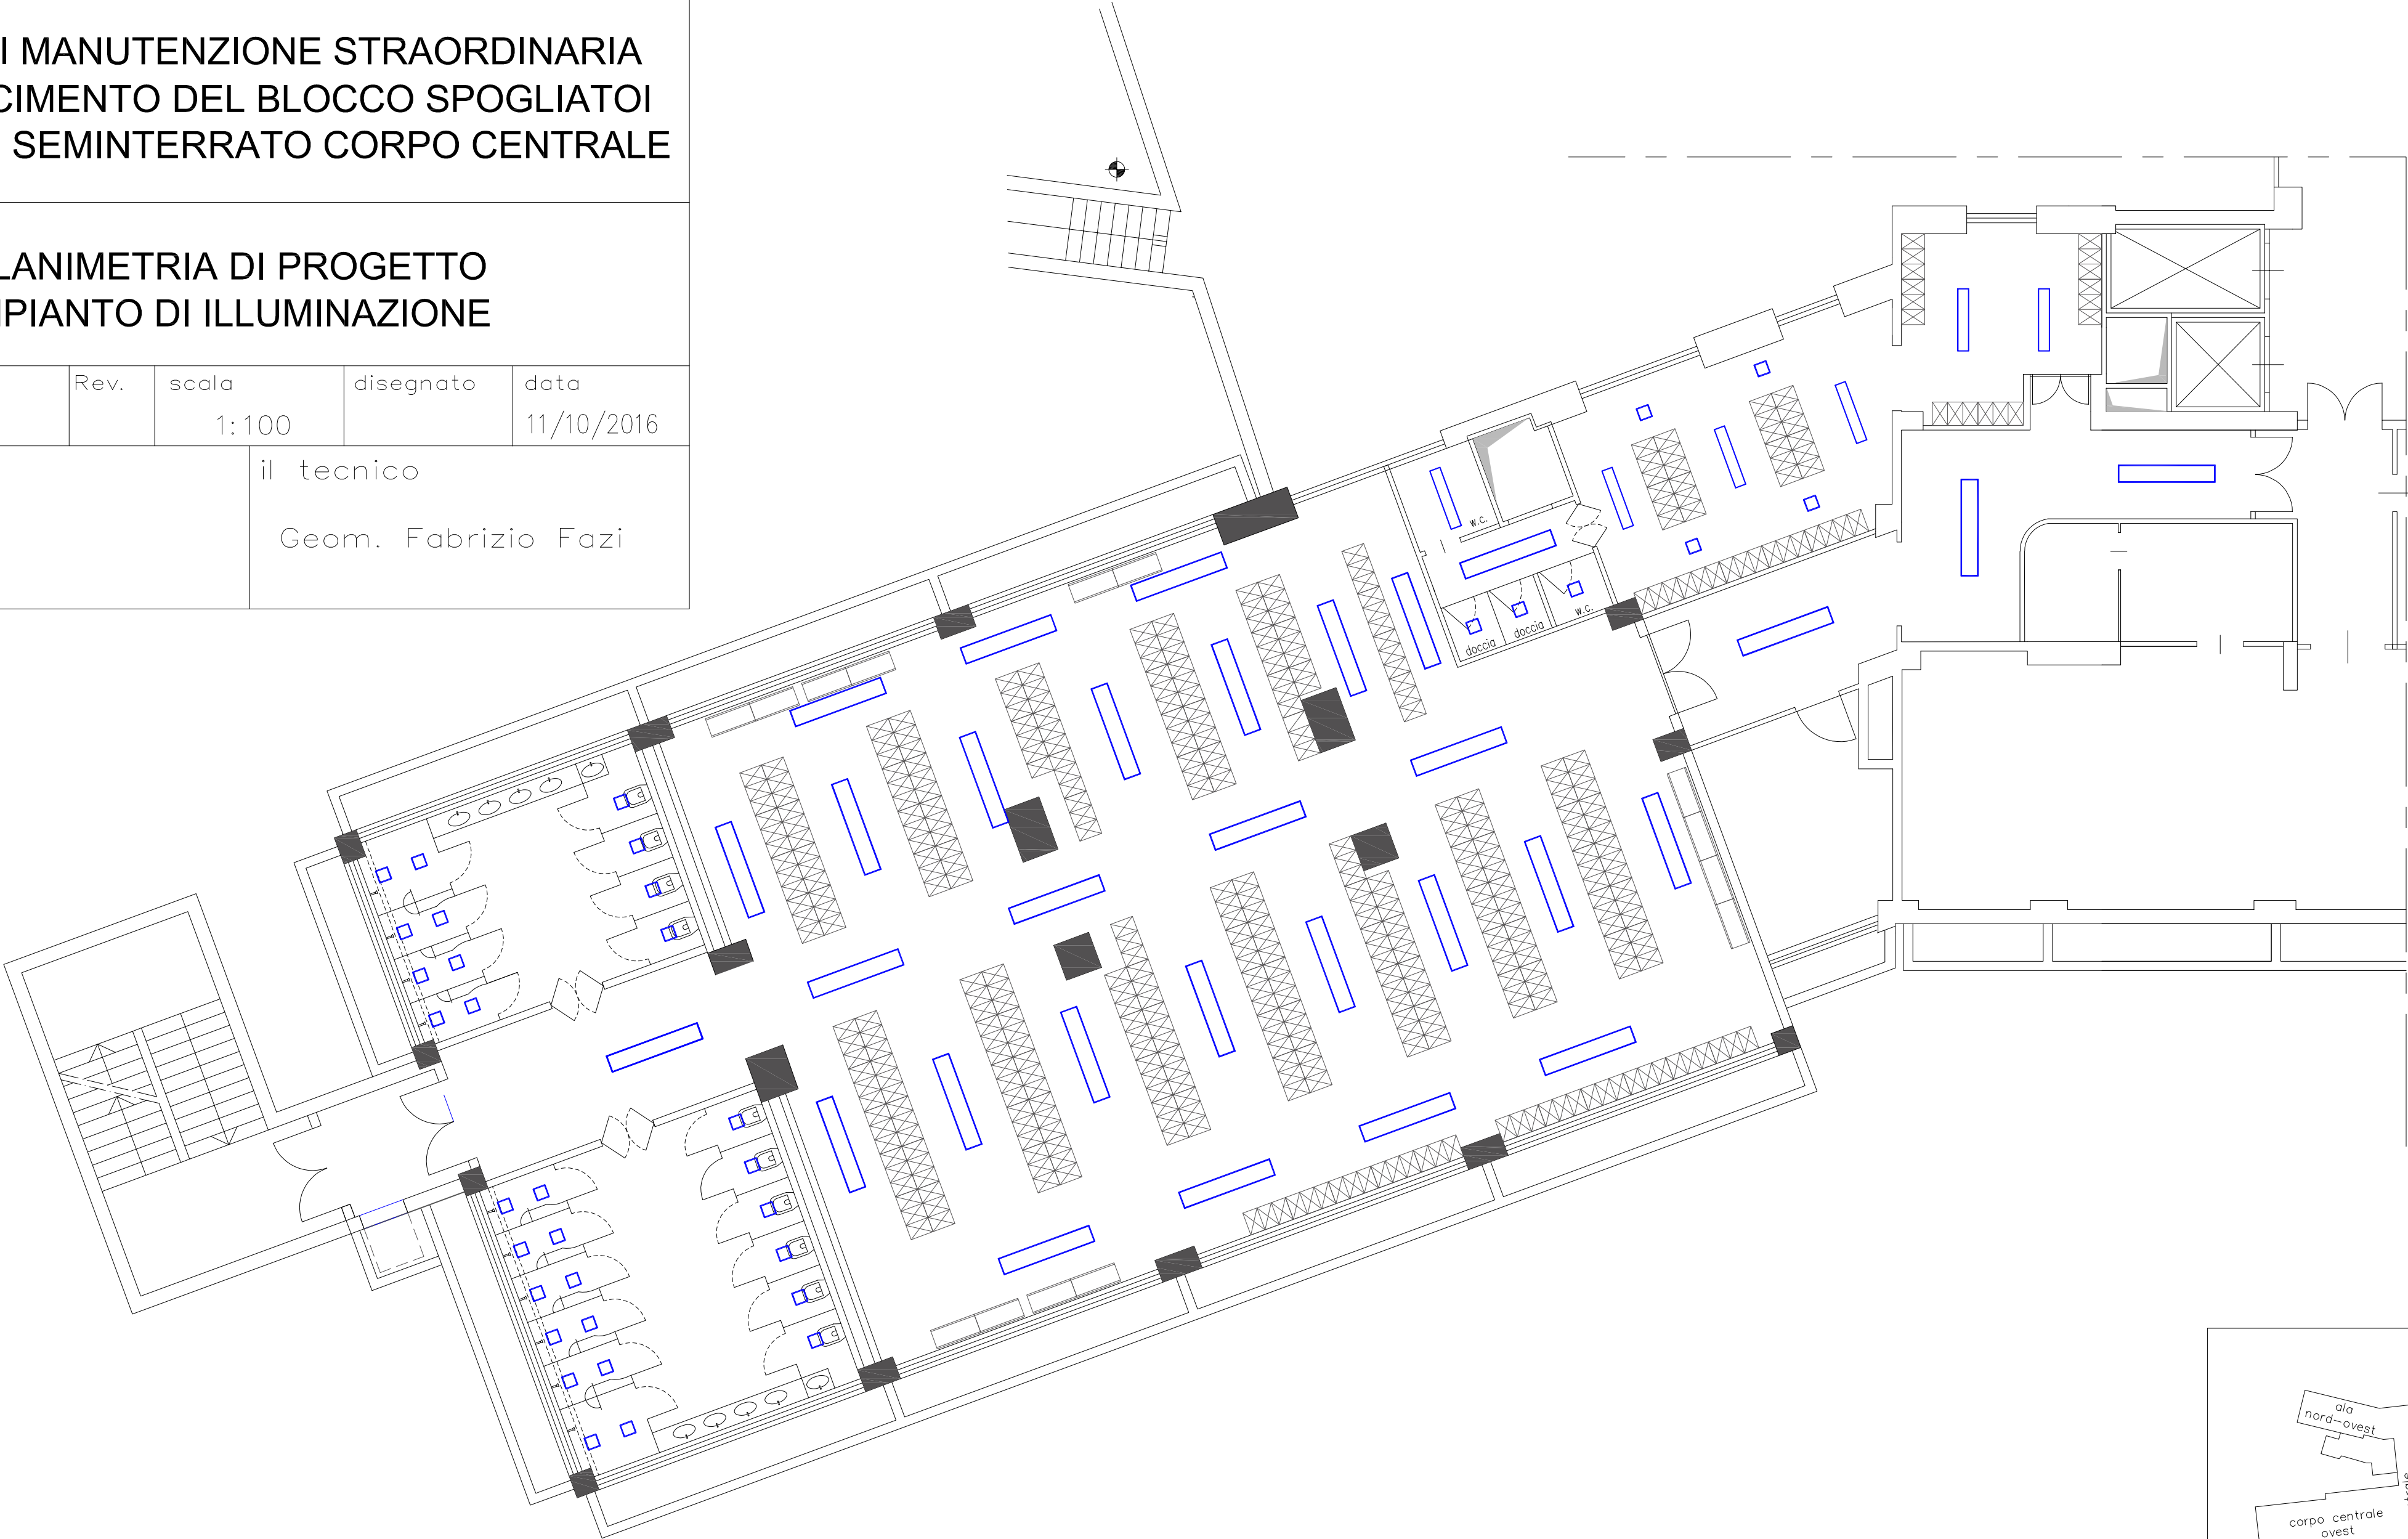 I MANUTENZIONE STRAORDINARIA
CIMENTO DEL BLOCCO SPOGLIATOI
SEMINTERRATO CORPO CENTRALE
LANIMETRIA DI PROGETTO
MPIANTO DI ILLUMINAZIONE
Rev.
scala
disegnato
data
1:100
11/10/2016
il tecnico
Geom. Fabrizio Fazi
w.c.
doccia
doccia
w.c.
ala
nord-ovest
corpo centrale
ovest